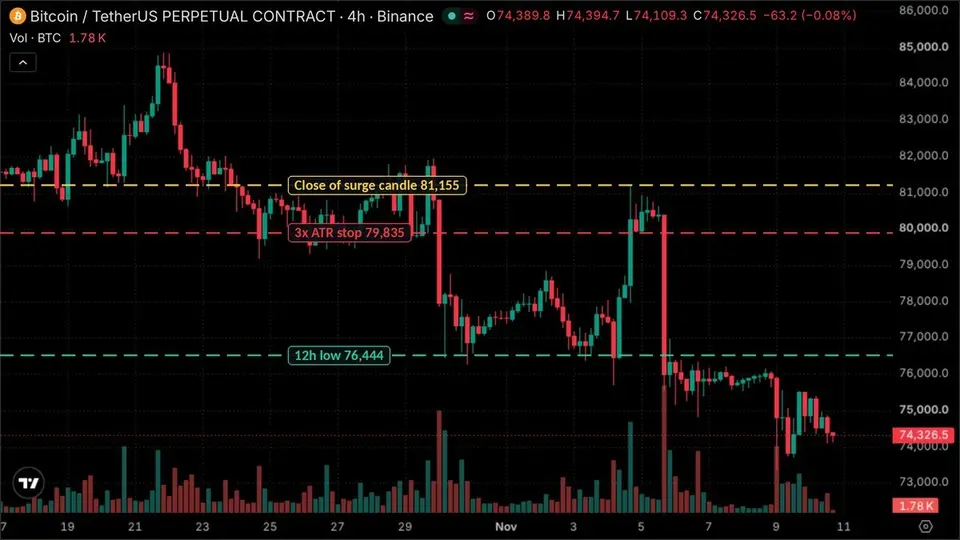 Bitcoin / TetherUS PERPETUAL CONTRACT · 4h · Binance O74,389.8 H74,394.7 L74,109.3 C74,326.5 −63.2 (−0.08%)
Vol · BTC 1.78 K
86,000.0
85,000.0
84,000.0
83,000.0
82,000.0
Close of surge candle 81,155
81,000.0
80,000.0
3x ATR stop 79,835
79,000.0
78,000.0
77,000.0
12h low 76,444
76,000.0
75,000.0
74,326.5
74,000.0
73,000.0
1.78 K
7 19 21 23 25 27 29 Nov 3 5 7 9 11